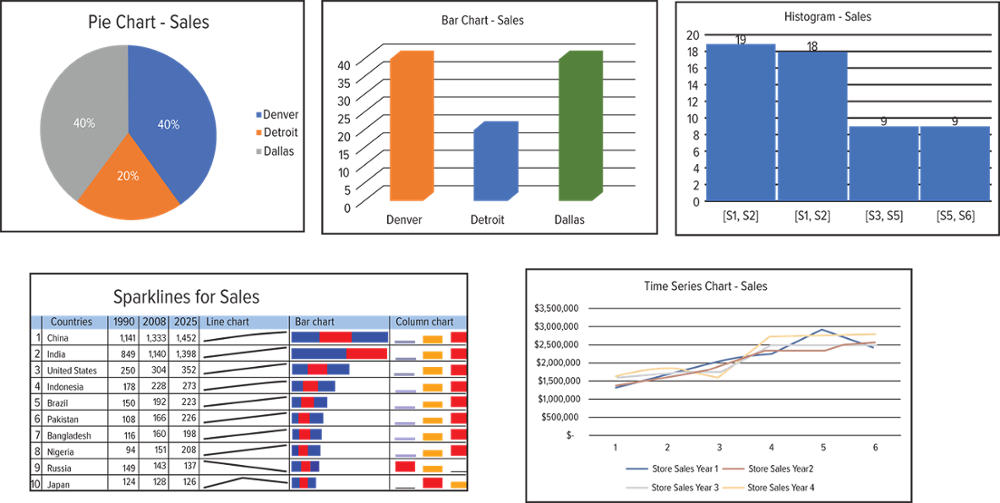 Pie Chart - Sales
40%
40%
20%
Denver
Detroit
Dallas
Bar Chart - Sales
40
35
30
25
20
15
10
5
0
Denver Detroit Dallas
Histogram - Sales
20
18
16
14
12
10
8
6
4
2
0
19 18 9 9
[S1, S2] [S1, S2] [S3, S5] [S5, S6]
Sparklines for Sales
Countries 1990 2008 2025 Line chart Bar chart Column chart
1 China 1,141 1,333 1,452
2 India 849 1,140 1,398
3 United States 250 304 352
4 Indonesia 178 228 273
5 Brazil 150 192 223
6 Pakistan 108 166 226
7 Bangladesh 116 160 198
8 Nigeria 94 151 208
9 Russia 149 143 137
10 Japan 124 128 126
Time Series Chart - Sales
$3,500,000
$3,000,000
$2,500,000
$2,000,000
$1,500,000
$1,000,000
$500,000
$-
1 2 3 4 5 6
Store Sales Year 1 Store Sales Year2
Store Sales Year 3 Store Sales Year 4